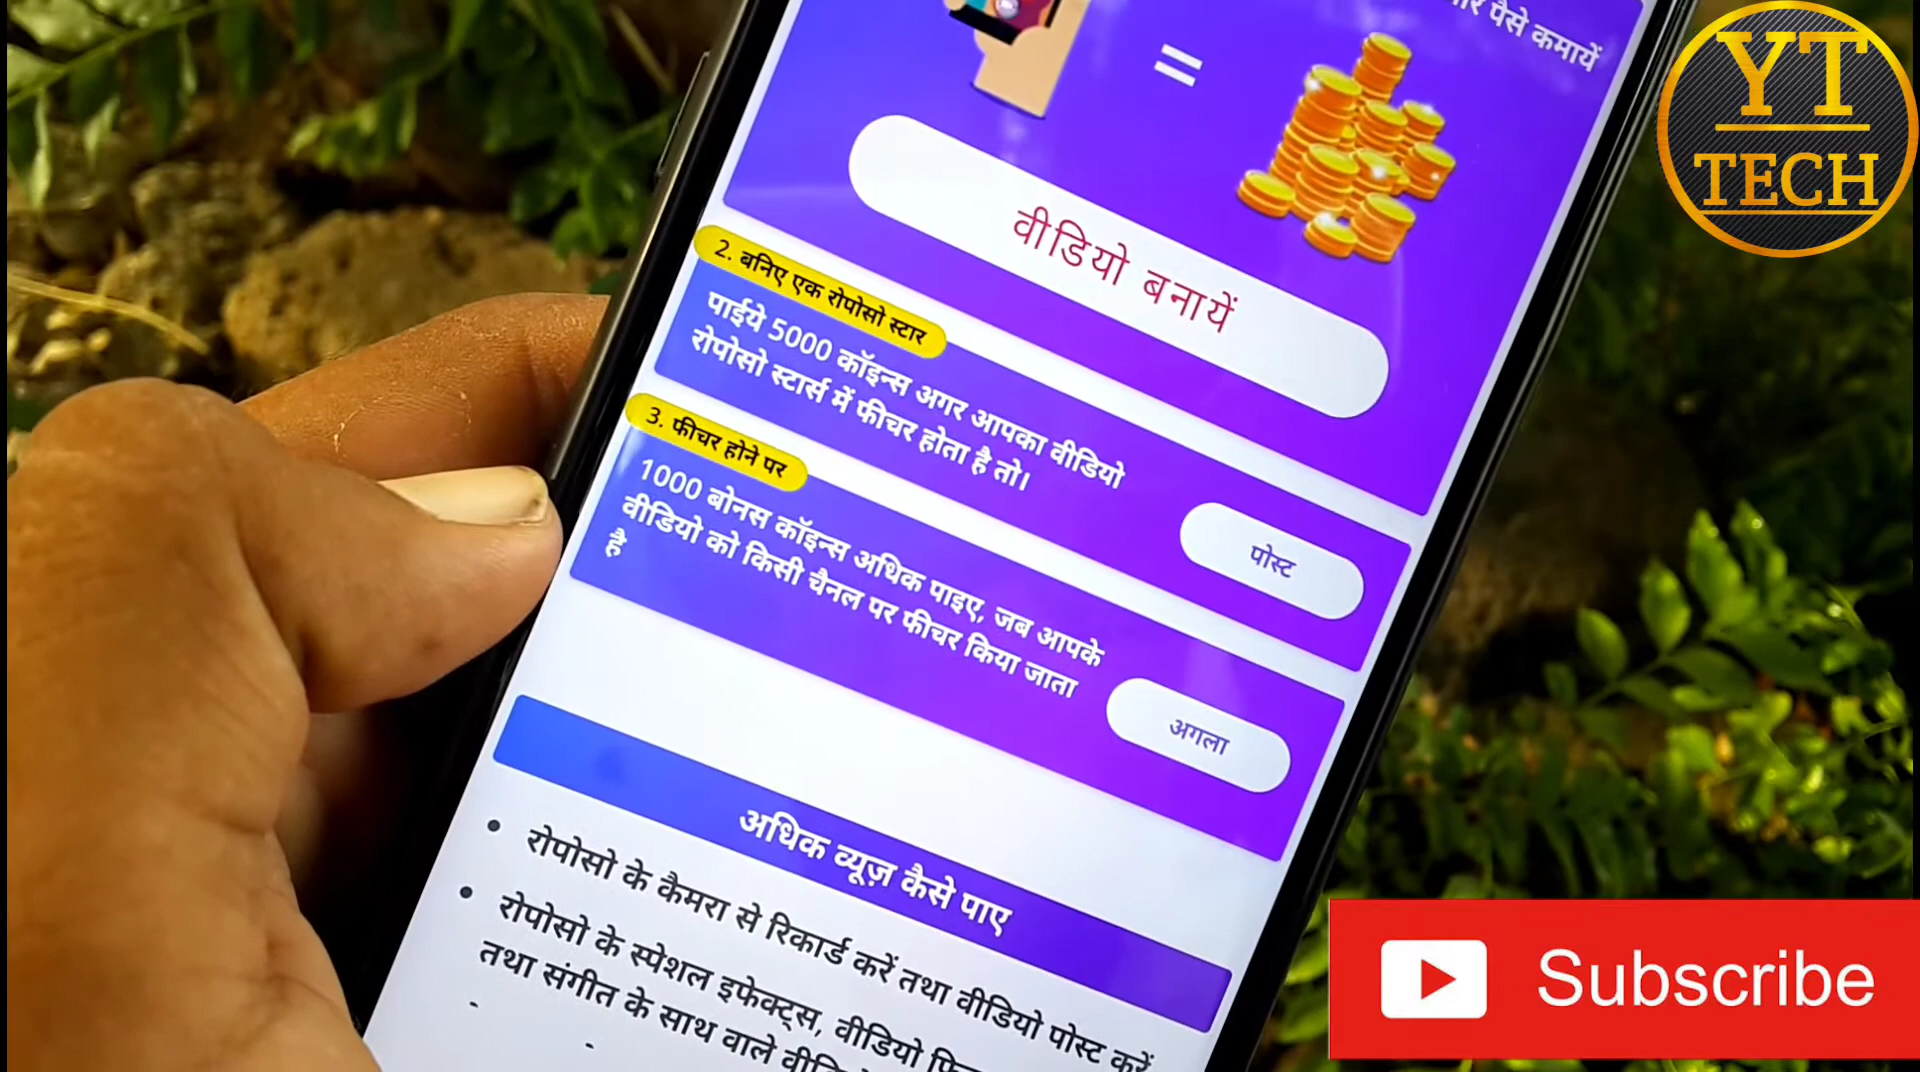 पैसे कमायें
=
वीडियो बनायें
2. बनिए एक रोपोसो स्टार
पाईये 5000 कॉइन्स अगर आपका वीडियो
रोपोसो स्टार्स में फीचर होता है तो।
पोस्ट
3. फीचर होने पर
1000 बोनस कॉइन्स अधिक पाइए, जब आपके
वीडियो को किसी चैनल पर फीचर किया जाता
है
अगला
अधिक व्यूज़ कैसे पाए
• रोपोसो के कैमरा से रिकार्ड करें तथा वीडियो पोस्ट करें
• रोपोसो के स्पेशल इफेक्ट्स, वीडियो
तथा संगीत के साथ वाले
YT
TECH
Subscribe